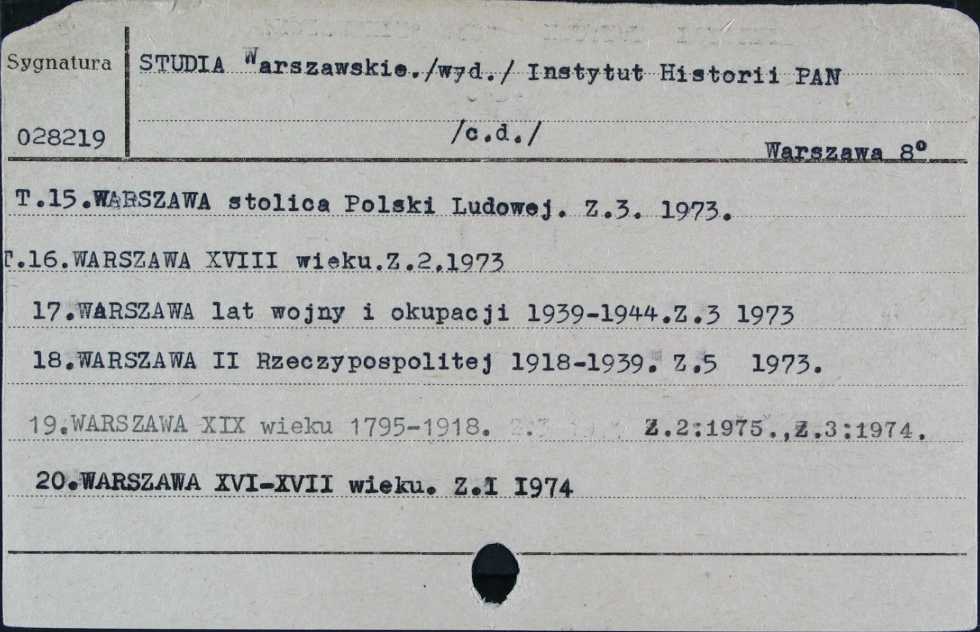 Sygnatura
STUDIA Warszawskie./wyd./ Instytut Historii PAN
028219
/c.d./
Warszawa 8°
T.15.WARSZAWA stolica Polski Ludowej. Z.3. 1973.
T.16.WARSZAWA XVIII wieku.Z.2.1973
17.WARSZAWA lat wojny i okupacji 1939-1944.Z.3 1973
18.WARSZAWA II Rzeczypospolitej 1918-1939. Z.5 1973.
19.WARSZAWA XIX wieku 1795-1918. Z.2:1975.,Z.3:1974.
20.WARSZAWA XVI-XVII wieku. Z.I I974